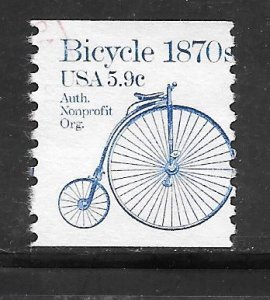 Bicycle 1870s
USA 5.9c
Auth.
Nonprofit
Org.